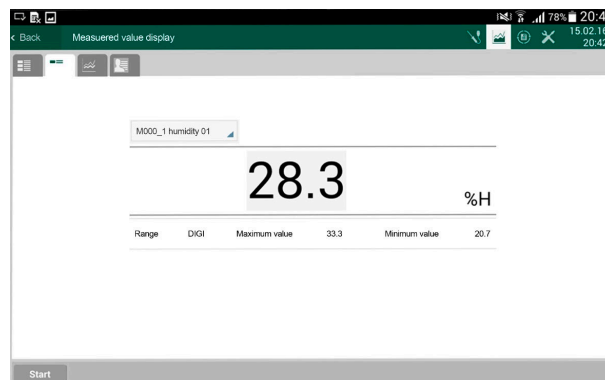 78% 20:4
Back Measuered value display 15.02.16
20:42
M000_1 humidity 01
28.3
%H
Range DIGI Maximum value 33.3 Minimum value 20.7
Start